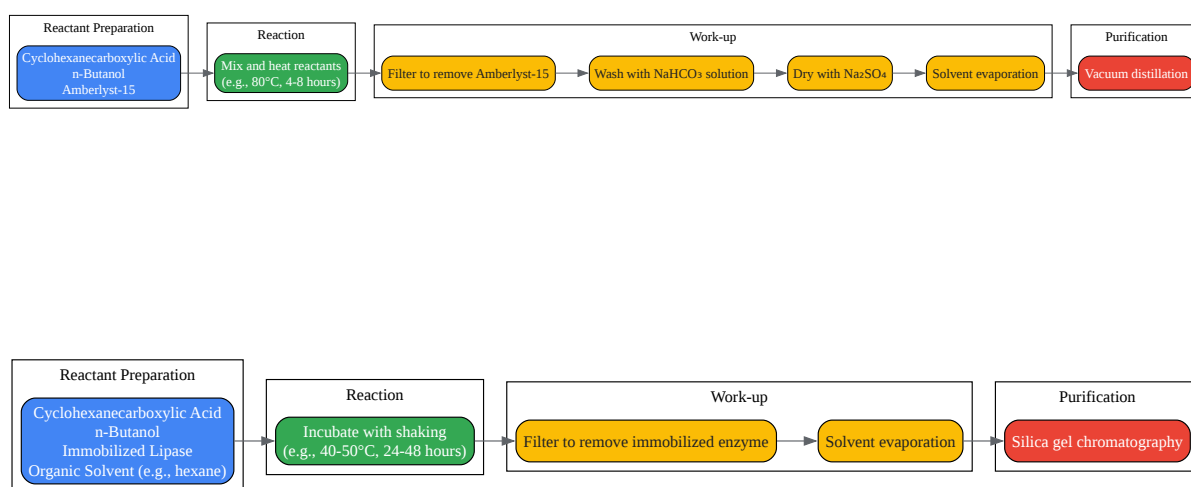 Reactant Preparation
Cyclohexanecarboxylic Acid
n-Butanol
Amberlyst-15
Reaction
Mix and heat reactants
(e.g., 80°C, 4-8 hours)
Work-up
Filter to remove Amberlyst-15
Wash with NaHCO₃ solution
Dry with Na₂SO₄
Solvent evaporation
Purification
Vacuum distillation
Reactant Preparation
Cyclohexanecarboxylic Acid
n-Butanol
Immobilized Lipase
Organic Solvent (e.g., hexane)
Reaction
Incubate with shaking
(e.g., 40-50°C, 24-48 hours)
Work-up
Filter to remove immobilized enzyme
Solvent evaporation
Purification
Silica gel chromatography